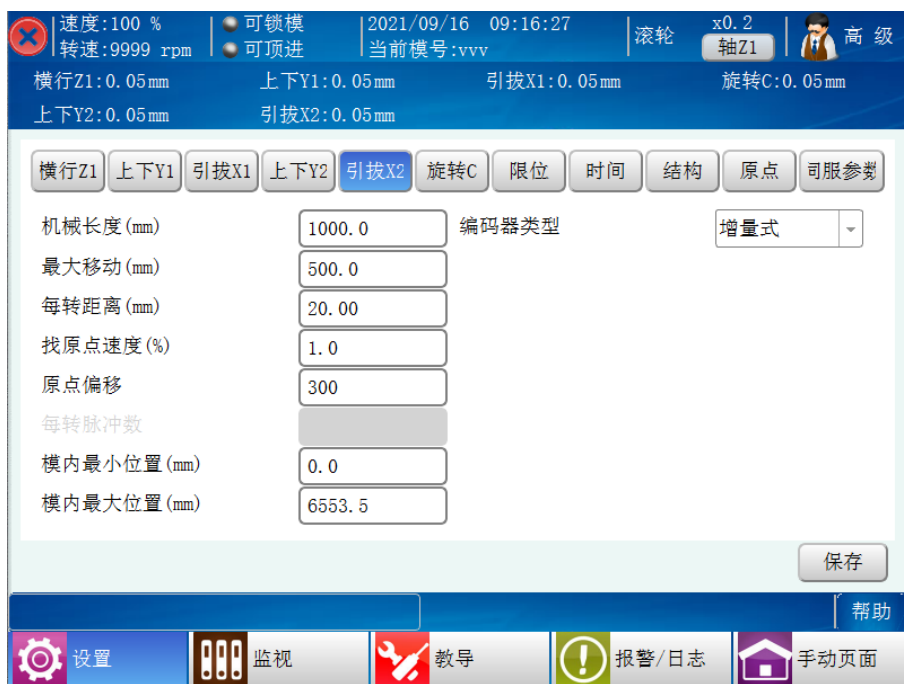 速度:100 % 可锁模 2021/09/16 09:16:27 滚轮 x0.2 高 级
转速:9999 rpm 可顶进 当前模号:vvv 轴Z1
横行Z1:0.05mm 上下Y1:0.05mm 引拔X1:0.05mm 旋转C:0.05mm
上下Y2:0.05mm 引拔X2:0.05mm
横行Z1 上下Y1 引拔X1 上下Y2 引拔X2 旋转C 限位 时间 结构 原点 司服参数
机械长度(mm) 1000.0 编码器类型 增量式
最大移动(mm) 500.0
每转距离(mm) 20.00
找原点速度(%) 1.0
原点偏移 300
每转脉冲数
模内最小位置(mm) 0.0
模内最大位置(mm) 6553.5
保存
帮助
设置 监视 教导 报警/日志 手动页面